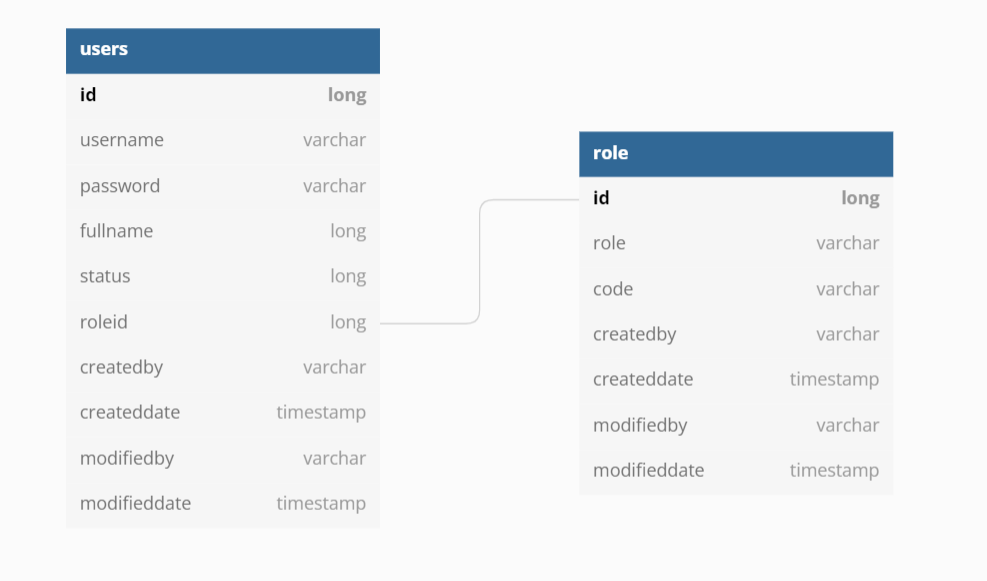 users
id long
username varchar
password varchar
fullname long
status long
roleid long
createdby varchar
createddate timestamp
modifiedby varchar
modifieddate timestamp
role
id long
role varchar
code varchar
createdby varchar
createddate timestamp
modifiedby varchar
modifieddate timestamp